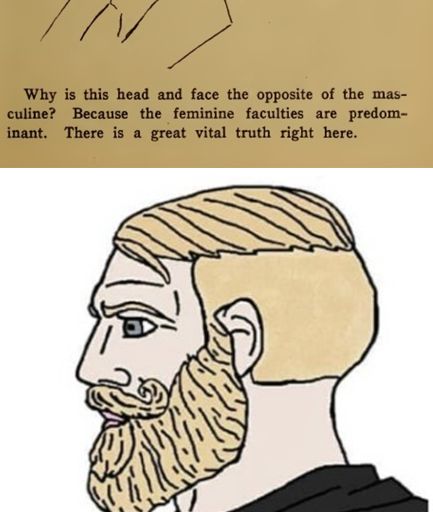 Why is this head and face the opposite of the mas-
culine? Because the feminine faculties are predom-
inant. There is a great vital truth right here.